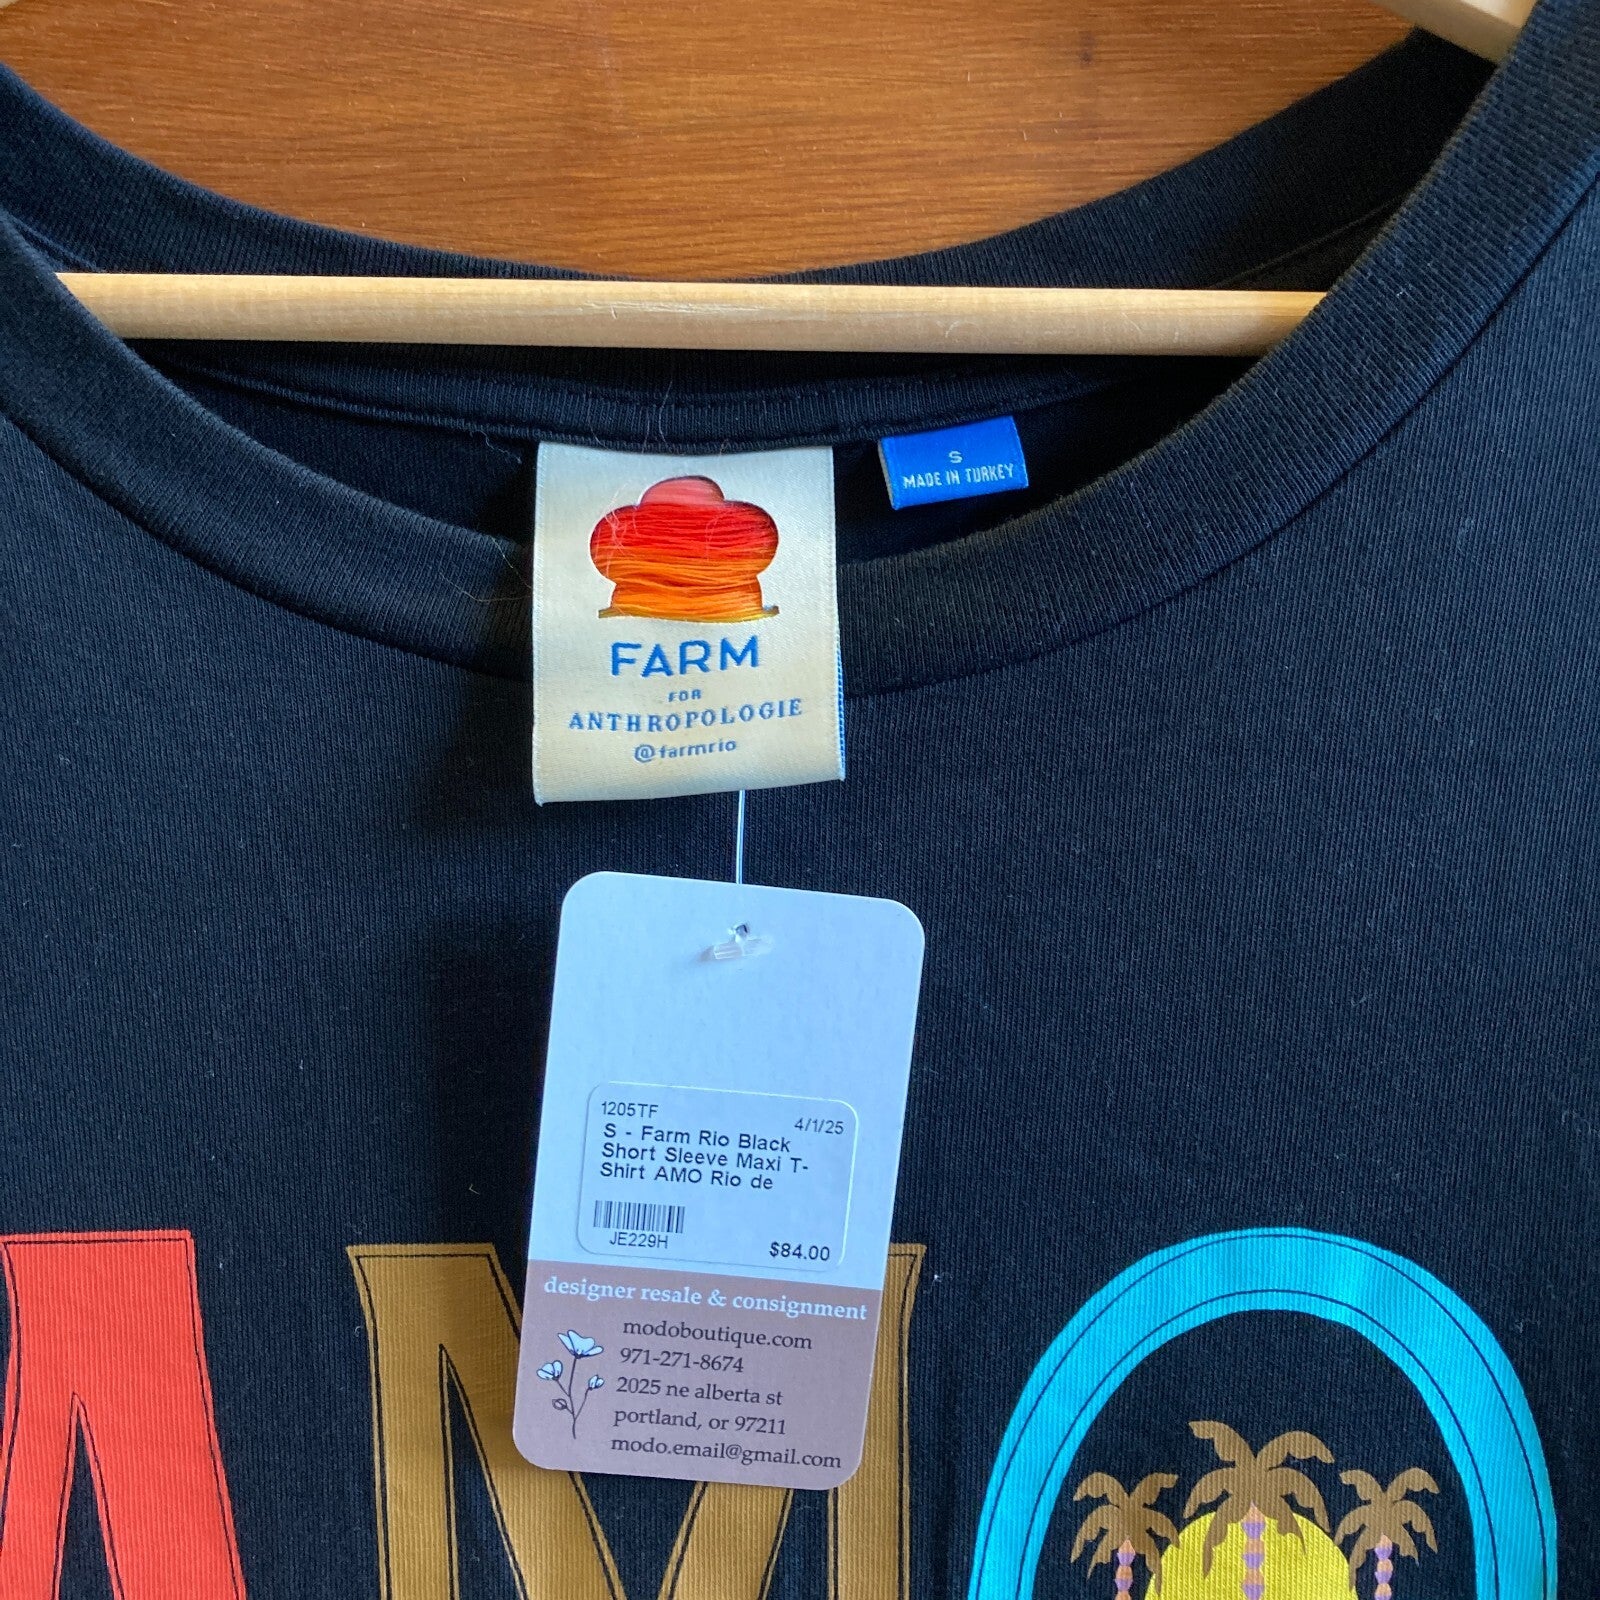 S
MADE IN TURKEY
FARM
FOR
ANTHROPOLOGIE
@farmrio
1205TF 4/1/25
S - Farm Rio Black
Short Sleeve Maxi T-
Shirt AMO Rio de
JE229H $84.00
designer resale & consignment
modoboutique.com
971-271-8674
2025 ne alberta st
portland, or 97211
modo.email@gmail.com
AMO